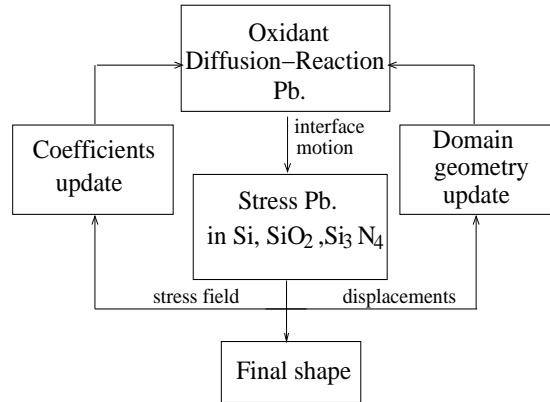 Oxidant
Diffusion–Reaction
Pb.
interface
motion
Coefficients
update
Domain
geometry
update
Stress Pb.
in Si, SiO2 ,Si3 N4
stress field
displacements
Final shape